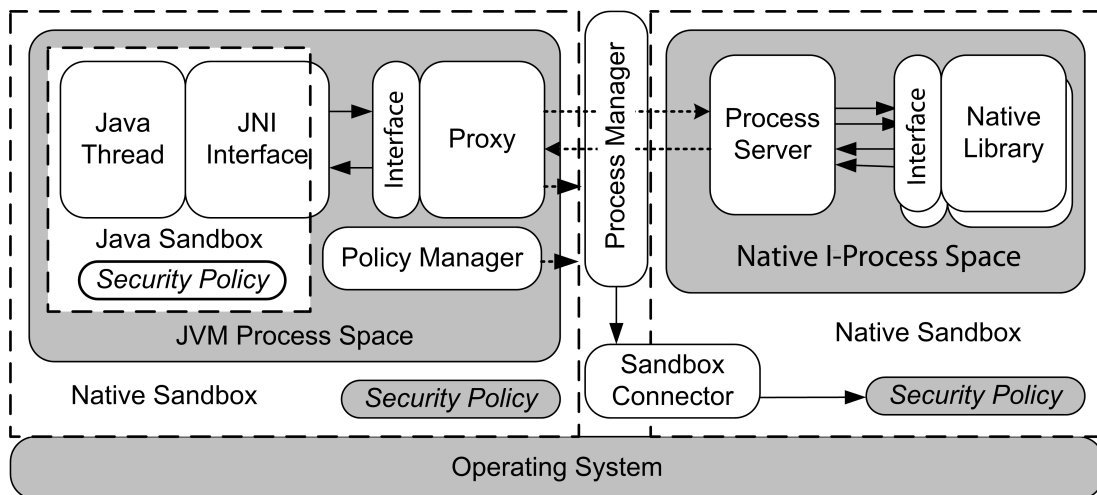 Java
Thread
JNI
Interface
Interface
Proxy
Process Manager
Process
Server
Interface
Native
Library
Java Sandbox
Security Policy
Policy Manager
JVM Process Space
Native I-Process Space
Native Sandbox
Security Policy
Sandbox
Connector
Native Sandbox
Security Policy
Operating System